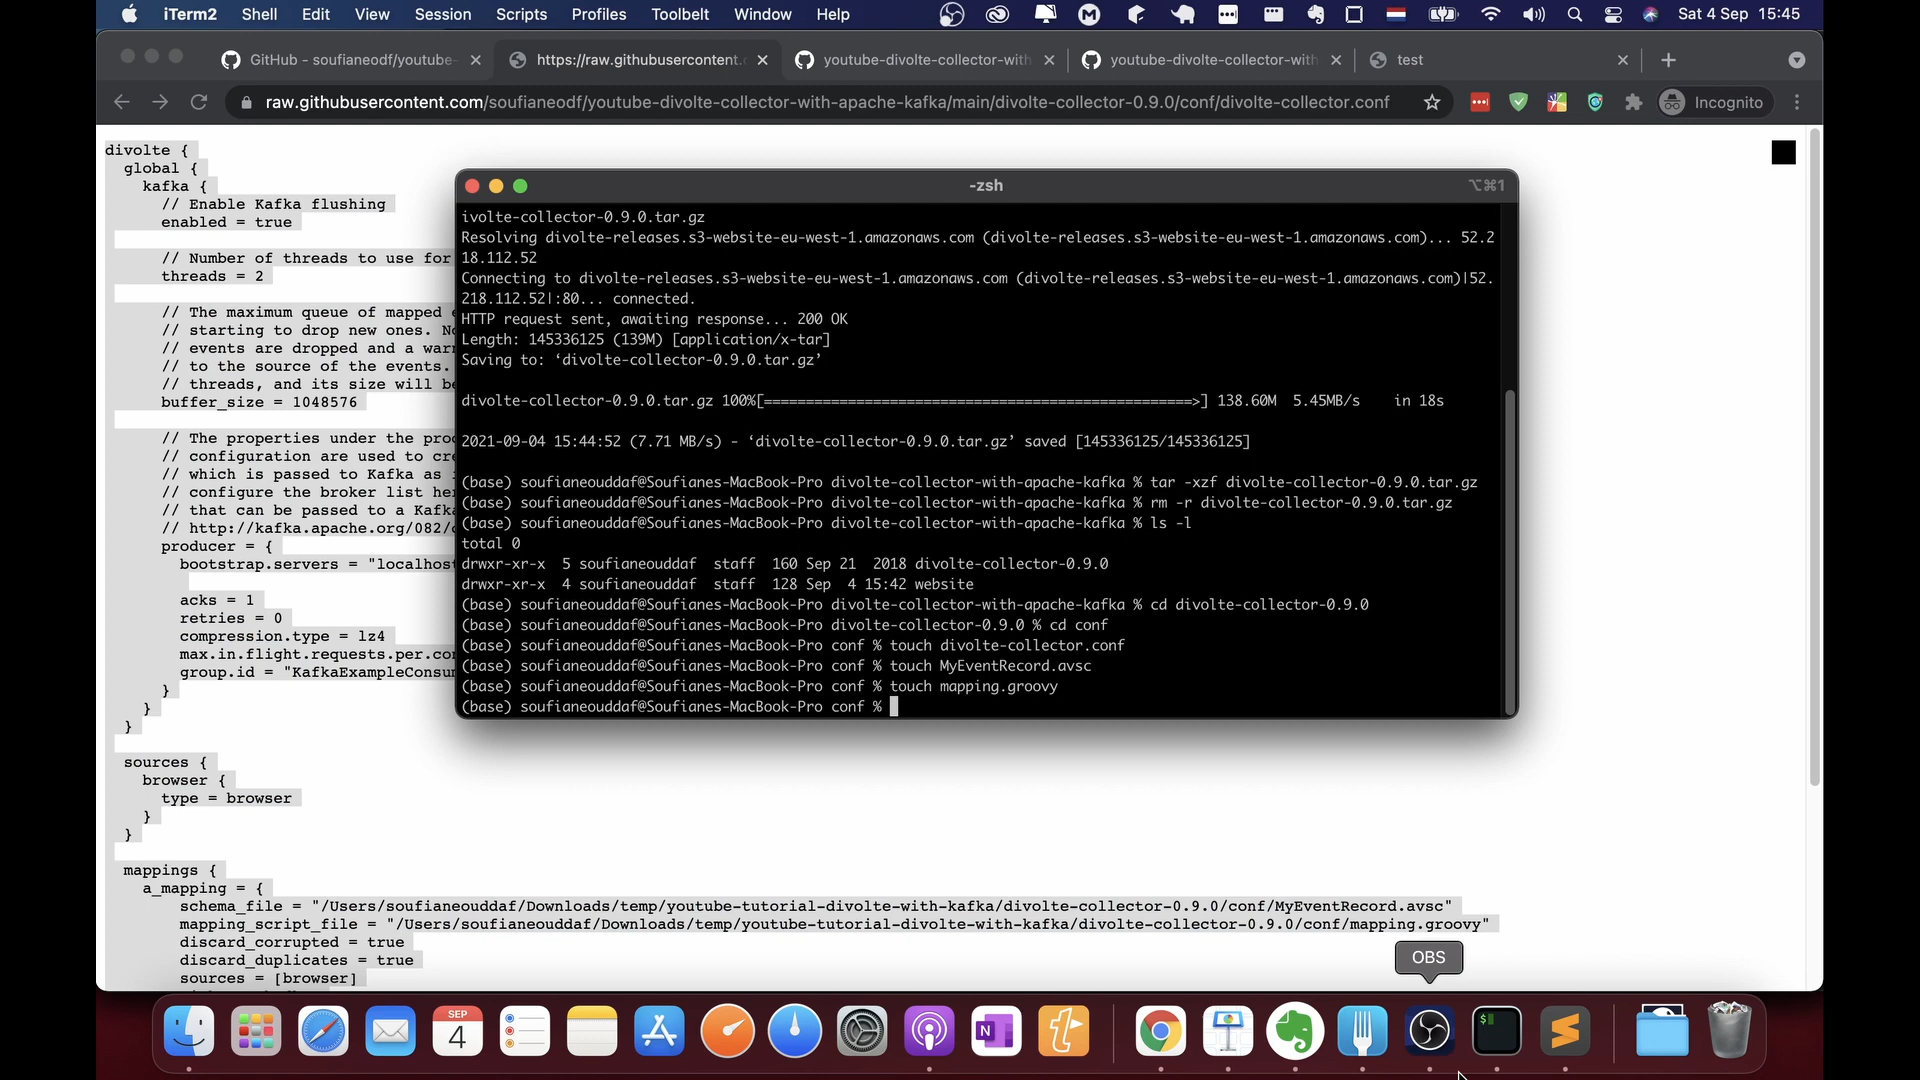 iTerm2 Shell Edit View Session Scripts Profiles Toolbelt Window Help Sat 4 Sep 15:45
GitHub - soufianeodf/youtube-
https://raw.githubusercontent.
youtube-divolte-collector-with
youtube-divolte-collector-with
test
raw.githubusercontent.com/soufianeodf/youtube-divolte-collector-with-apache-kafka/main/divolte-collector-0.9.0/conf/divolte-collector.conf
Incognito
divolte {
global {
kafka {
// Enable Kafka flushing
enabled = true
// Number of threads to use for
threads = 2
// The maximum queue of mapped
// starting to drop new ones.
// events are dropped and a
// to the source of the events.
// threads, and its size will
buffer_size = 1048576
// The properties under the
// configuration are used to
// which is passed to Kafka as
// configure the broker list
// that can be passed to a
// http://kafka.apache.org/082/
producer = {
bootstrap.servers = "localhost
acks = 1
retries = 0
compression.type = lz4
max.in.flight.requests.per.
group.id = "KafkaExampleConsu
}
}
}
sources {
browser {
type = browser
}
}
mappings {
a_mapping = {
schema_file = "/Users/soufianeouddaf/Downloads/temp/youtube-tutorial-divolte-with-kafka/divolte-collector-0.9.0/conf/MyEventRecord.avsc"
mapping_script_file = "/Users/soufianeouddaf/Downloads/temp/youtube-tutorial-divolte-with-kafka/divolte-collector-0.9.0/conf/mapping.groovy"
discard_corrupted = true
discard_duplicates = true
sources = [browser]
-zsh
⌥⌘1
ivolte-collector-0.9.0.tar.gz
Resolving divolte-releases.s3-website-eu-west-1.amazonaws.com (divolte-releases.s3-website-eu-west-1.amazonaws.com)... 52.2
18.112.52
Connecting to divolte-releases.s3-website-eu-west-1.amazonaws.com (divolte-releases.s3-website-eu-west-1.amazonaws.com)|52.
218.112.52|:80... connected.
HTTP request sent, awaiting response... 200 OK
Length: 145336125 (139M) [application/x-tar]
Saving to: ‘divolte-collector-0.9.0.tar.gz’
divolte-collector-0.9.0.tar.gz 100%[===================================================>] 138.60M 5.45MB/s in 18s
2021-09-04 15:44:52 (7.71 MB/s) - ‘divolte-collector-0.9.0.tar.gz’ saved [145336125/145336125]
(base) soufianeouddaf@Soufianes-MacBook-Pro divolte-collector-with-apache-kafka % tar -xzf divolte-collector-0.9.0.tar.gz
(base) soufianeouddaf@Soufianes-MacBook-Pro divolte-collector-with-apache-kafka % rm -r divolte-collector-0.9.0.tar.gz
(base) soufianeouddaf@Soufianes-MacBook-Pro divolte-collector-with-apache-kafka % ls -l
total 0
drwxr-xr-x 5 soufianeouddaf staff 160 Sep 21 2018 divolte-collector-0.9.0
drwxr-xr-x 4 soufianeouddaf staff 128 Sep 4 15:42 website
(base) soufianeouddaf@Soufianes-MacBook-Pro divolte-collector-with-apache-kafka % cd divolte-collector-0.9.0
(base) soufianeouddaf@Soufianes-MacBook-Pro divolte-collector-0.9.0 % cd conf
(base) soufianeouddaf@Soufianes-MacBook-Pro conf % touch divolte-collector.conf
(base) soufianeouddaf@Soufianes-MacBook-Pro conf % touch MyEventRecord.avsc
(base) soufianeouddaf@Soufianes-MacBook-Pro conf % touch mapping.groovy
(base) soufianeouddaf@Soufianes-MacBook-Pro conf %
OBS
SEP
4